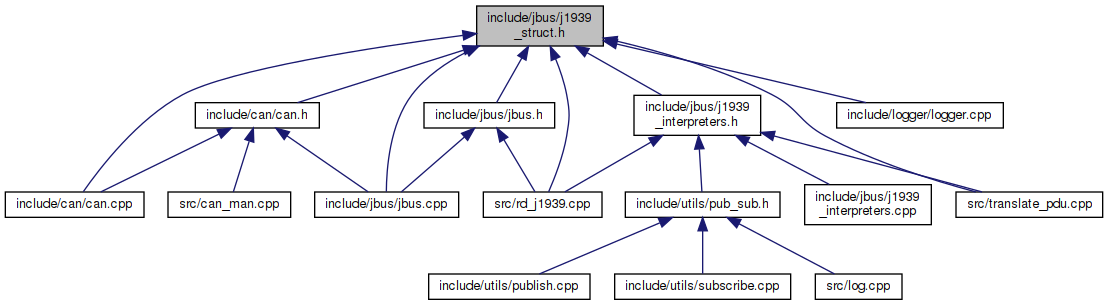 include/jbus/j1939
_struct.h
include/can/can.h
include/jbus/jbus.h
include/jbus/j1939
_interpreters.h
include/logger/logger.cpp
include/can/can.cpp
src/can_man.cpp
include/jbus/jbus.cpp
src/rd_j1939.cpp
include/utils/pub_sub.h
include/jbus/j1939
_interpreters.cpp
src/translate_pdu.cpp
include/utils/publish.cpp
include/utils/subscribe.cpp
src/log.cpp